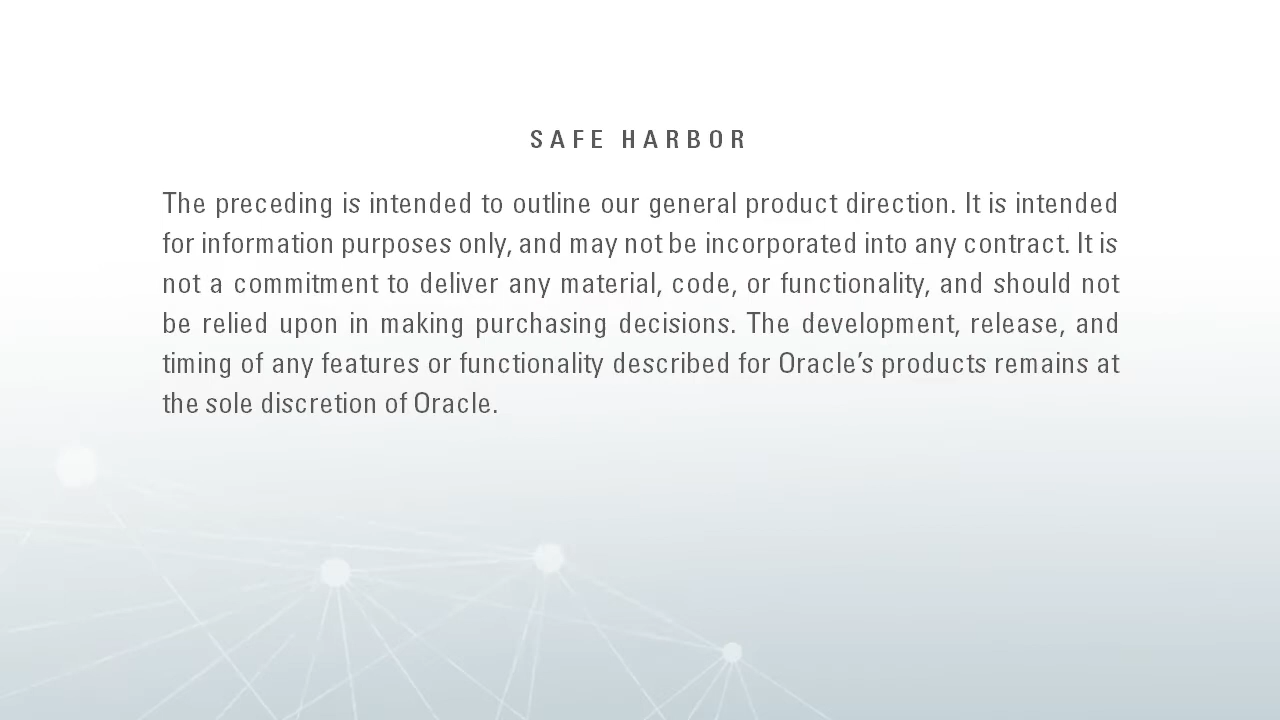 SAFE HARBOR
The preceding is intended to outline our general product direction. It is intended
for information purposes only, and may not be incorporated into any contract. It is
not a commitment to deliver any material, code, or functionality, and should not
be relied upon in making purchasing decisions. The development, release, and
timing of any features or functionality described for Oracle’s products remains at
the sole discretion of Oracle.